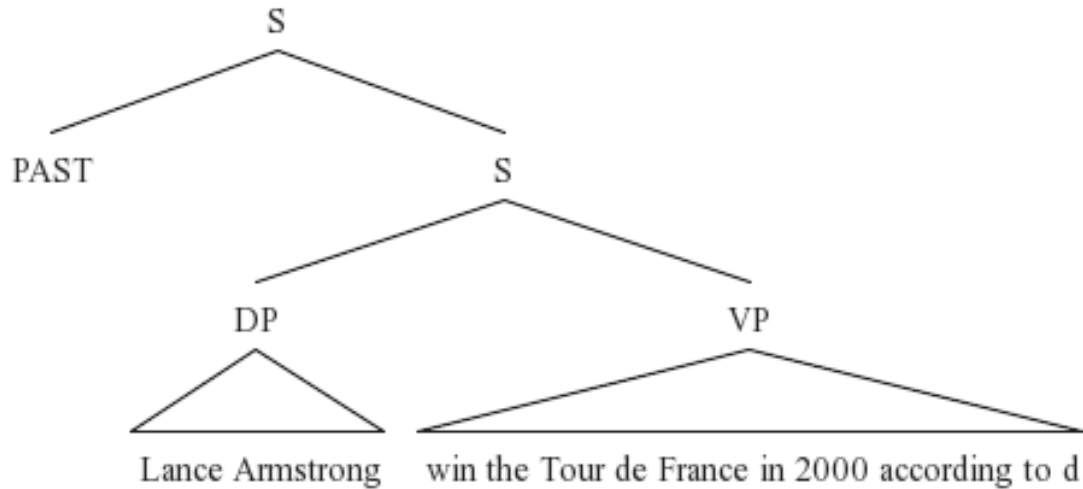 S
PAST S
DP VP
Lance Armstrong win the Tour de France in 2000 according to d